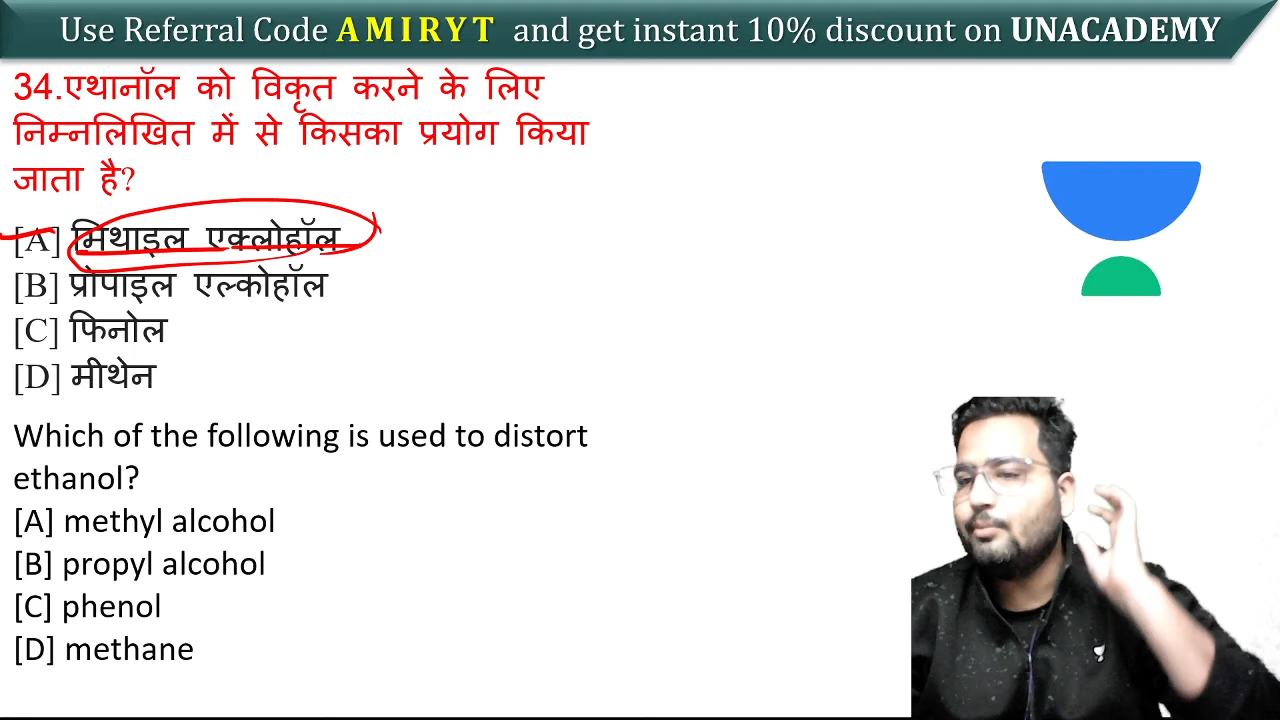 Use Referral Code AMIRYT and get instant 10% discount on UNACADEMY
34.एथानॉल को विकृत करने के लिए
निम्नलिखित में से किसका प्रयोग किया
जाता है?
[A] मिथाइल एक्लोहॉल
[B] प्रोपाइल एल्कोहॉल
[C] फिनोल
[D] मीथेन
Which of the following is used to distort
ethanol?
[A] methyl alcohol
[B] propyl alcohol
[C] phenol
[D] methane